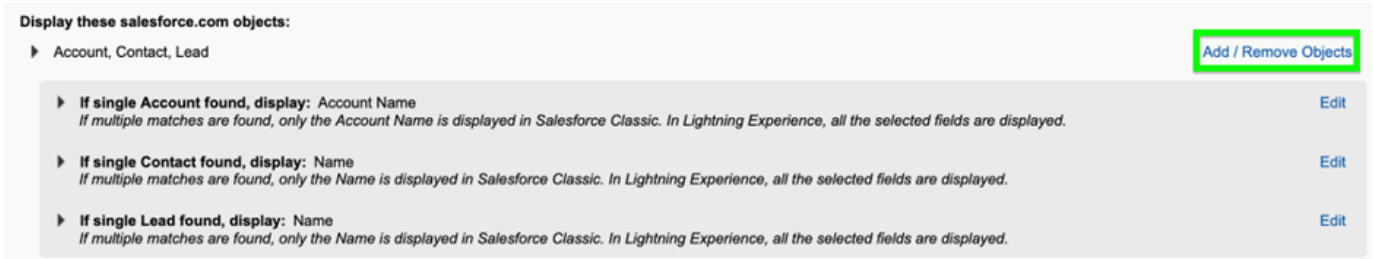 Display these salesforce.com objects:
Account, Contact, Lead
Add / Remove Objects
If single Account found, display: Account Name
Edit
If multiple matches are found, only the Account Name is displayed in Salesforce Classic. In Lightning Experience, all the selected fields are displayed.
If single Contact found, display: Name
Edit
If multiple matches are found, only the Name is displayed in Salesforce Classic. In Lightning Experience, all the selected fields are displayed.
If single Lead found, display: Name
Edit
If multiple matches are found, only the Name is displayed in Salesforce Classic. In Lightning Experience, all the selected fields are displayed.